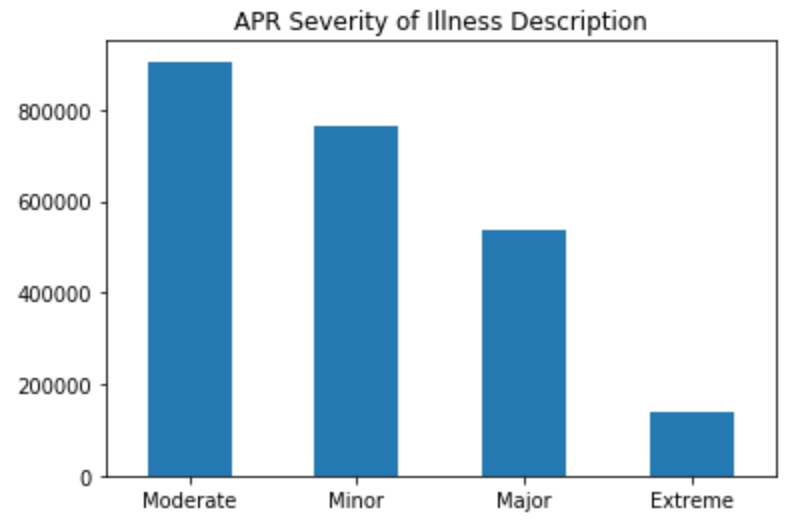 APR Severity of Illness Description
800000
600000
400000
200000
0
Moderate Minor Major Extreme